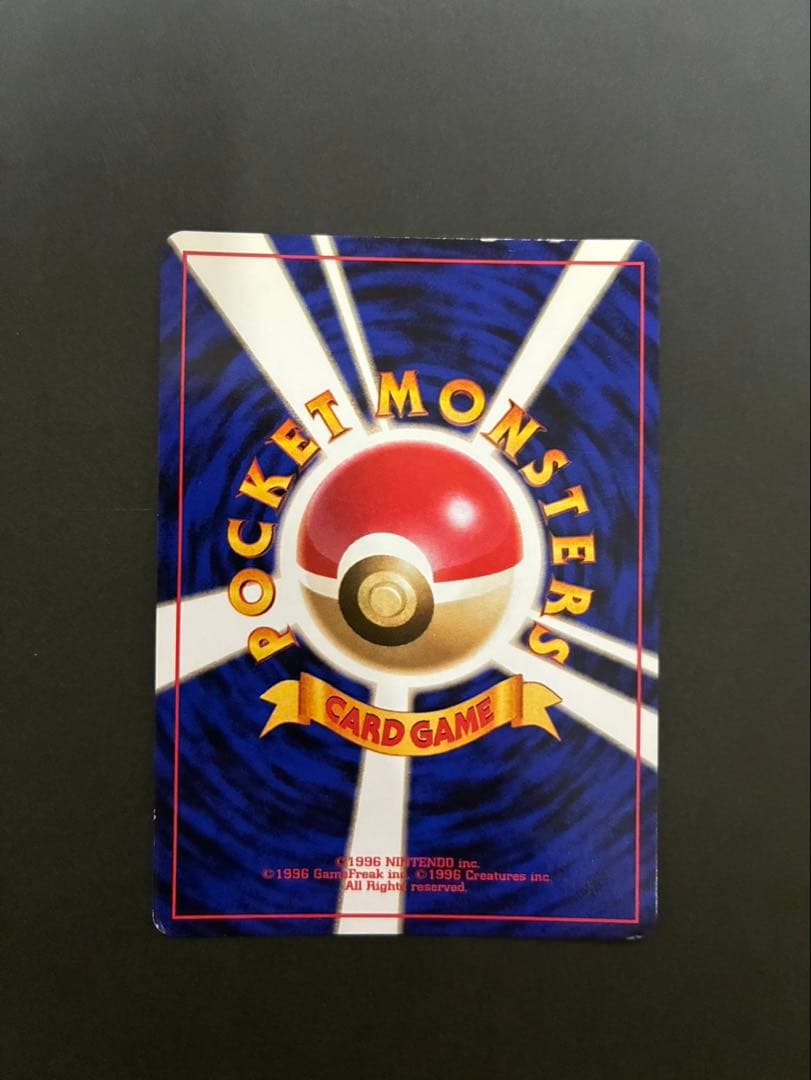 POCKET MONSTERS
CARD GAME
©1996 NINTENDO inc.
©1996 GameFreak inc. ©1996 Creatures inc.
All Rights reserved.